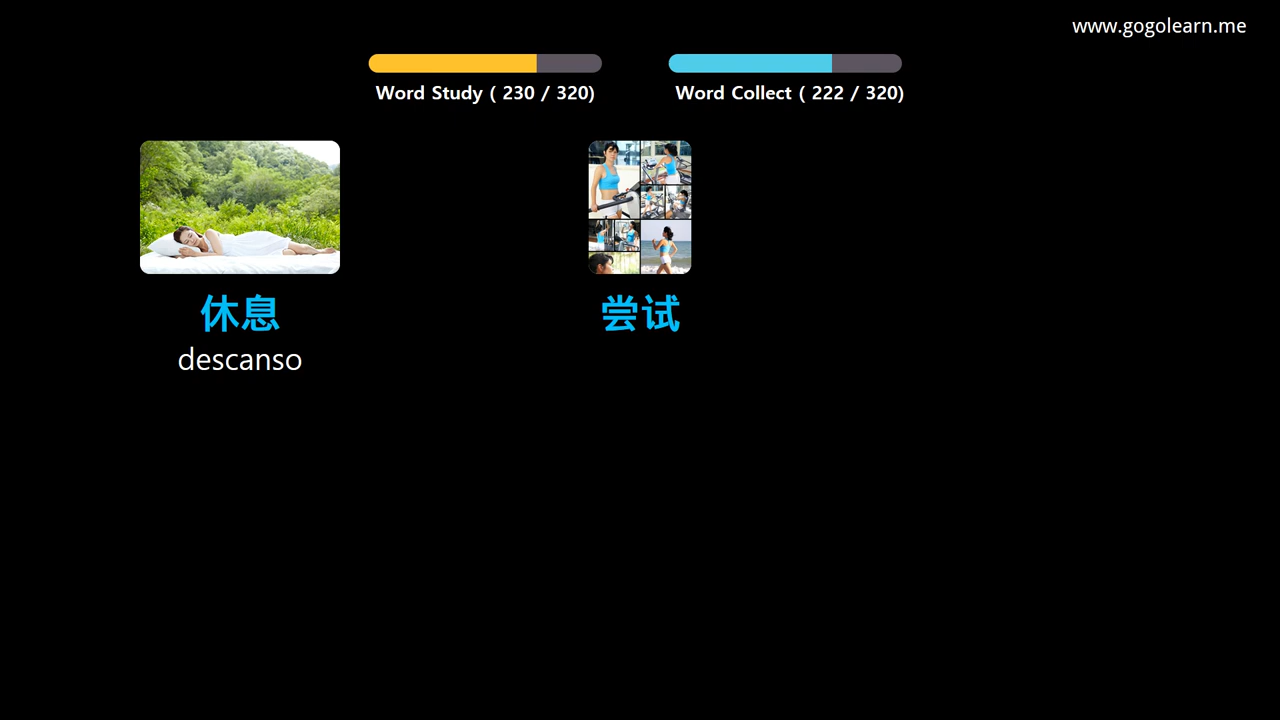 www.gogolearn.me
Word Study ( 230 / 320)
Word Collect ( 222 / 320)
休息
descanso
尝试